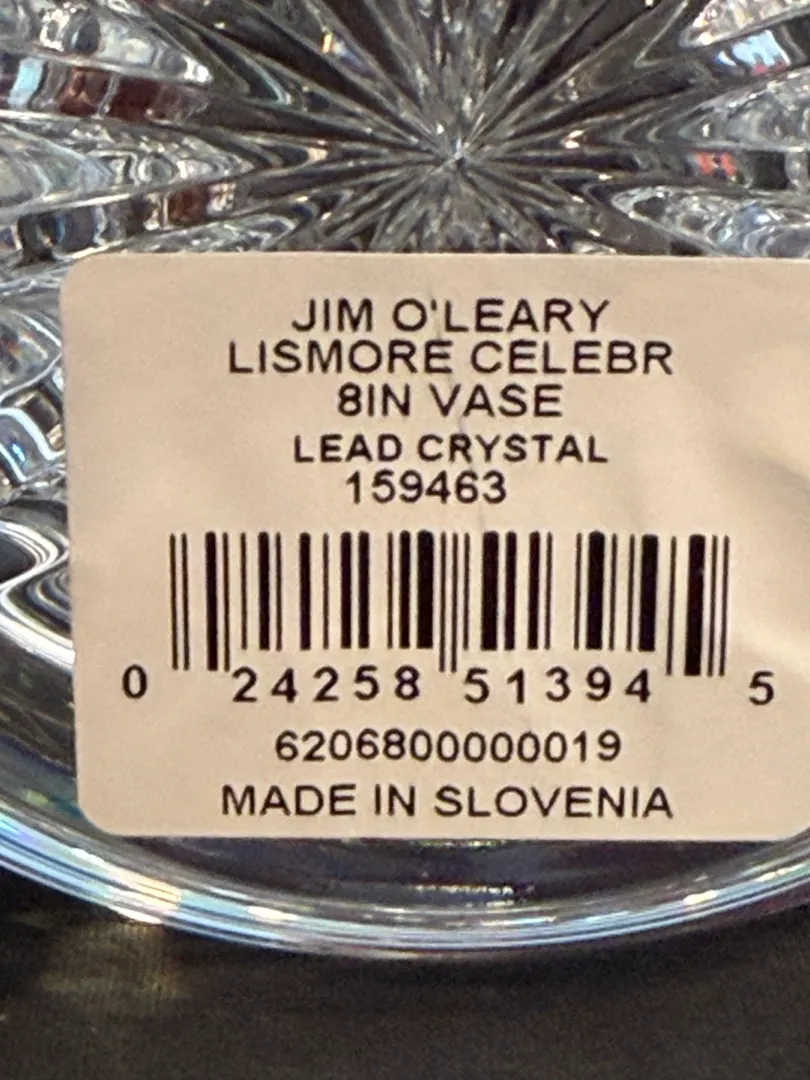 JIM O'LEARY
LISMORE CELEBR
8IN VASE
LEAD CRYSTAL
159463
0 24258 51394 5
6206800000019
MADE IN SLOVENIA